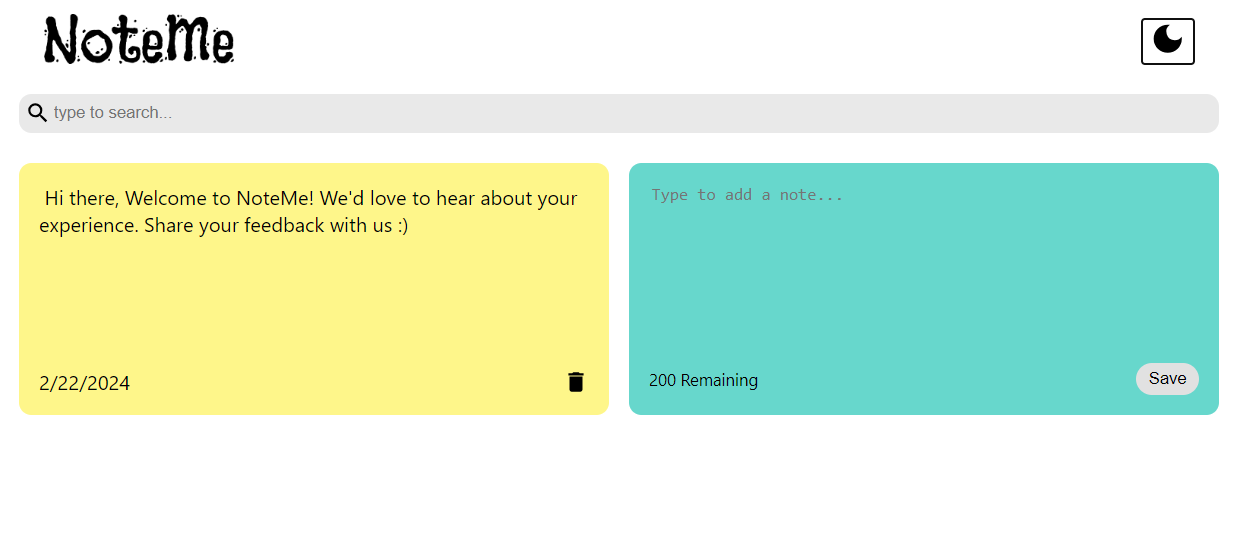 NoteMe
type to search...
Hi there, Welcome to NoteMe! We'd love to hear about your
experience. Share your feedback with us :)
2/22/2024
Type to add a note...
200 Remaining
Save